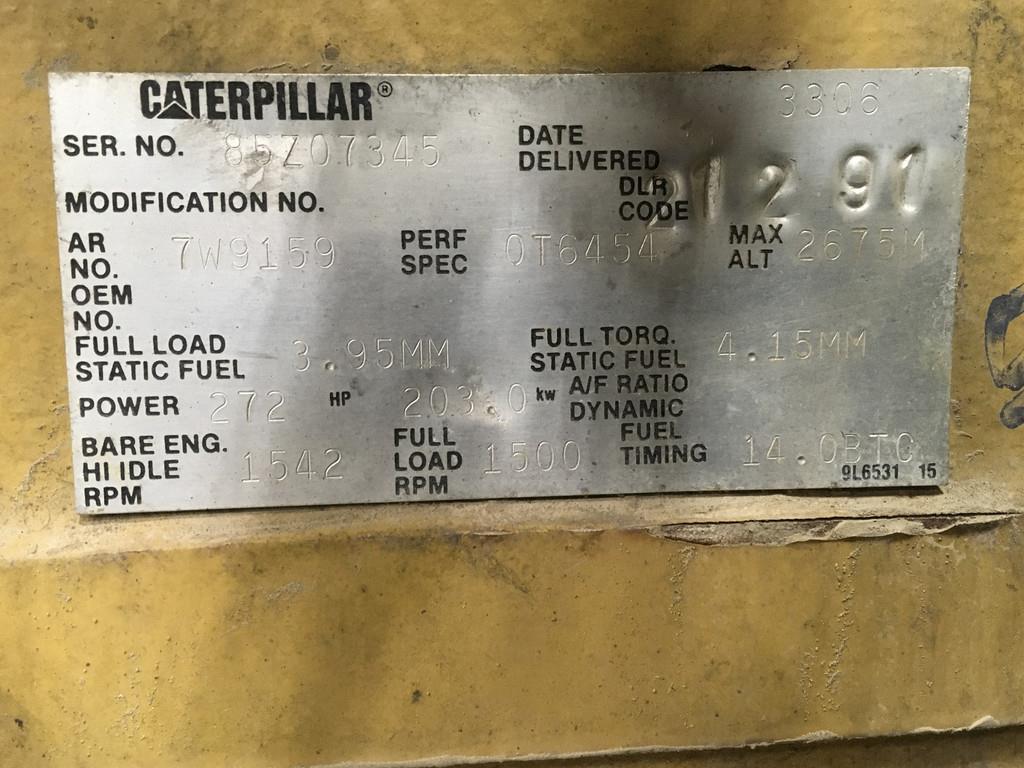 CATERPILLAR® 3306
SER. NO. 85Z07345 DATE DELIVERED 21 2 91
MODIFICATION NO. DLR CODE
AR NO. 7W9159 PERF SPEC 0T6454 MAX ALT 2675M
OEM NO.
FULL LOAD STATIC FUEL 3.95MM FULL TORQ. STATIC FUEL 4.15MM
POWER 272 HP 203.0 kw A/F RATIO DYNAMIC
BARE ENG. HI IDLE RPM 1542 FULL LOAD RPM 1500 FUEL TIMING 14.0BTC
9L6531 15